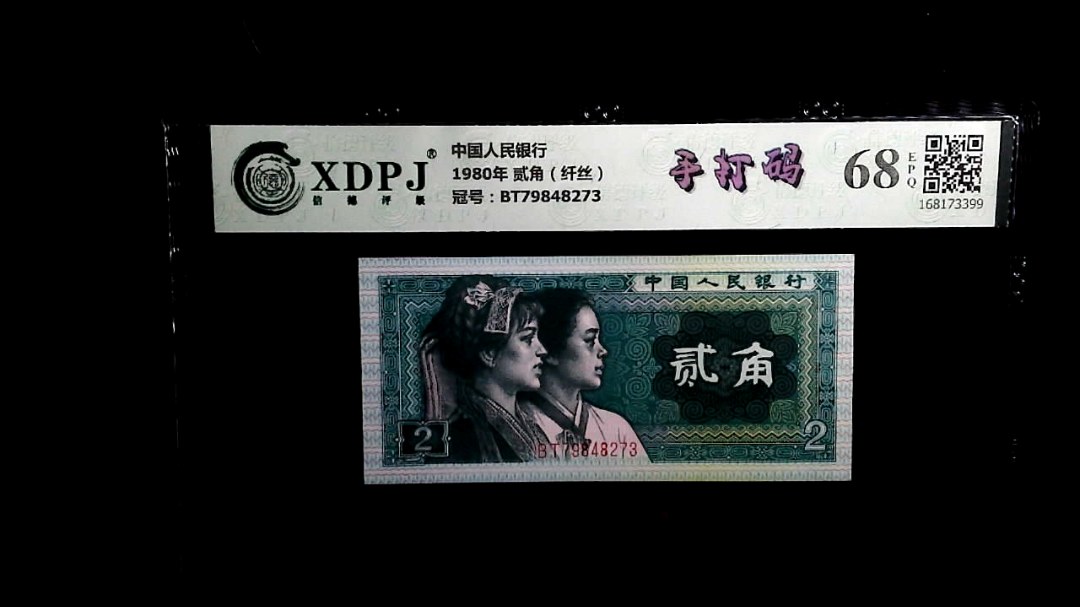 XDPJ®
信德评级
中国人民银行
1980年 贰角（纤丝）
冠号：BT79848273
手打码
68
EPQ
168173399
中国人民银行
贰角
2
2
BT79848273